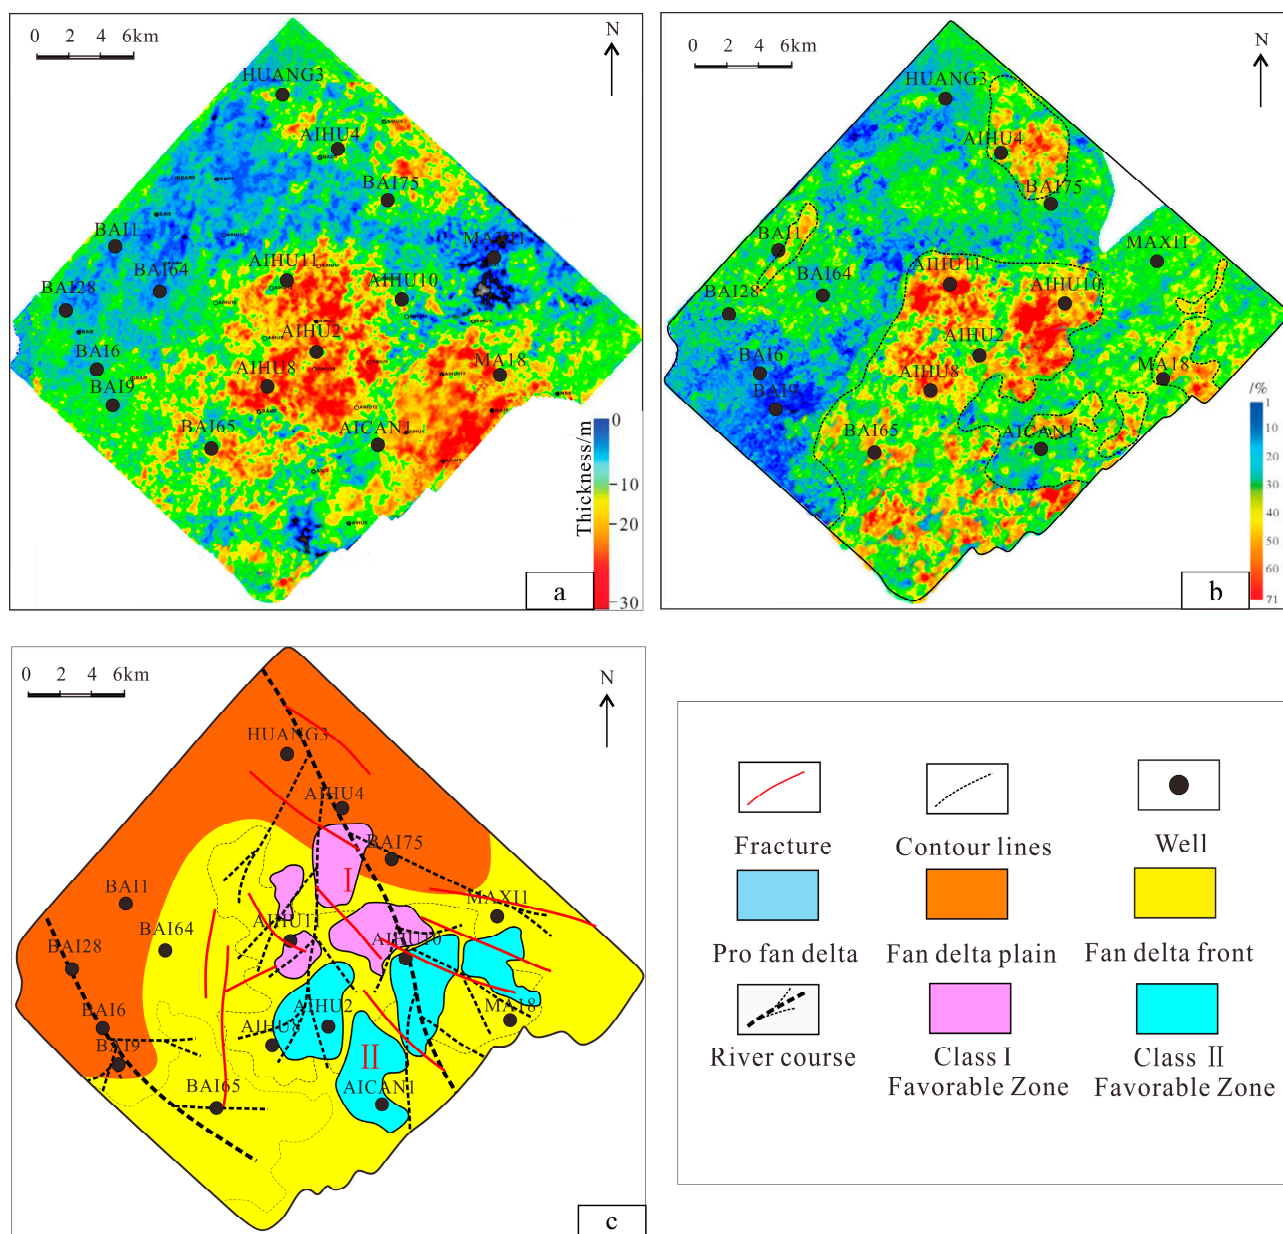 0 2 4 6km
N
HUANG3
AIHU4
BAI75
BAI1
MAXI1
BAI64
AIHU11
BAI28
AIHU10
AIHU2
BAI6
MA18
BAI9
AIHU8
BAI65
AICAN1
Thickness/m
0
10
20
30
a
0 2 4 6km
N
HUANG3
AIHU4
BAI75
BAI1
MAXI1
BAI64
AIHU11
BAI28
AIHU10
AIHU2
BAI6
MA18
BAI9
AIHU8
BAI65
AICAN1
/%
1
10
20
30
40
50
60
71
b
0 2 4 6km
N
HUANG3
AIHU4
BAI75
I
BAI1
MAXI1
BAI64
AIHU11
BAI28
AIHU10
AIHU2
BAI6
MA18
AIHU8
BAI9
II
BAI65
AICAN1
c
Fracture
Contour lines
Well
Pro fan delta
Fan delta plain
Fan delta front
River course
Class I
Favorable Zone
Class II
Favorable Zone